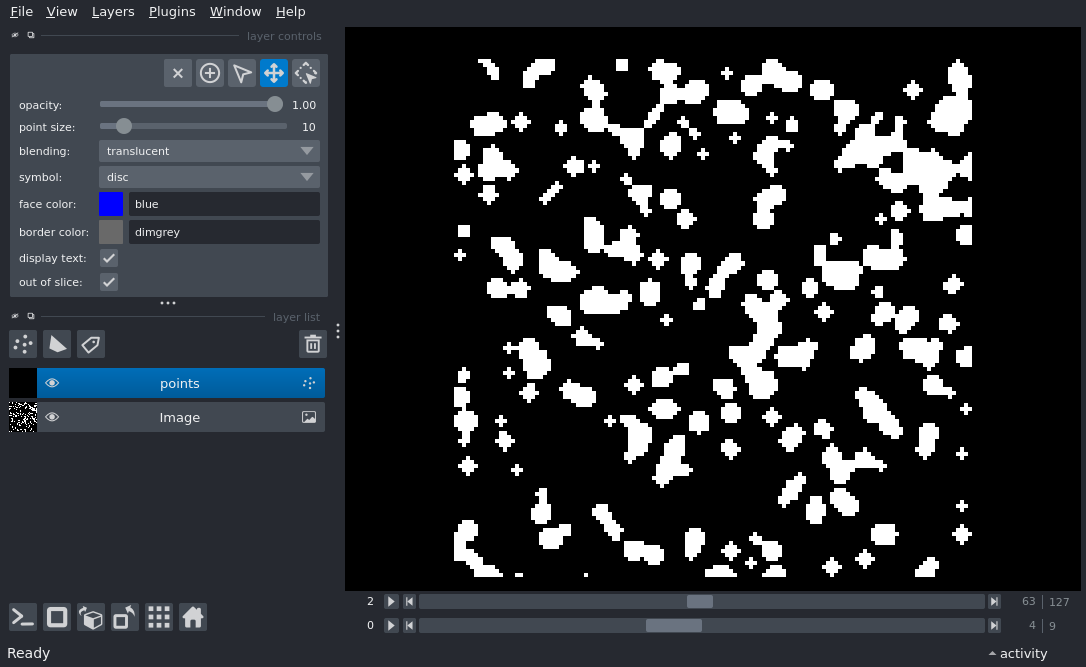 File View Layers Plugins Window Help
layer controls
opacity: 1.00
point size: 10
blending: translucent
symbol: disc
face color: blue
border color: dimgrey
display text:
out of slice:
layer list
points
Image
2 63 127
0 4 9
Ready activity